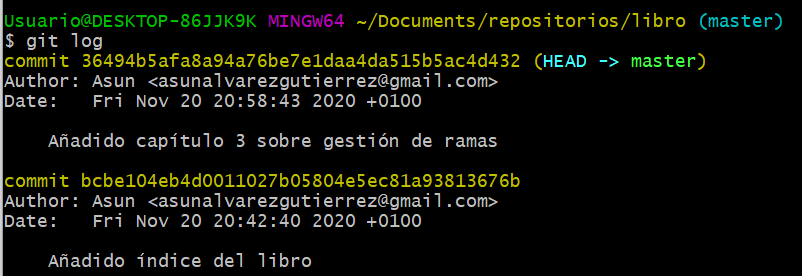 Usuario@DESKTOP-86JJK9K MINGW64 ~/Documents/repositorios/libro (master)
$ git log
commit 36494b5afa8a94a76be7e1daa4da515b5ac4d432 (HEAD -> master)
Author: Asun <asunalvarezgutierrez@gmail.com>
Date:   Fri Nov 20 20:58:43 2020 +0100
    Añadido capítulo 3 sobre gestión de ramas
commit bcbe104eb4d0011027b05804e5ec81a93813676b
Author: Asun <asunalvarezgutierrez@gmail.com>
Date:   Fri Nov 20 20:42:40 2020 +0100
    Añadido índice del libro